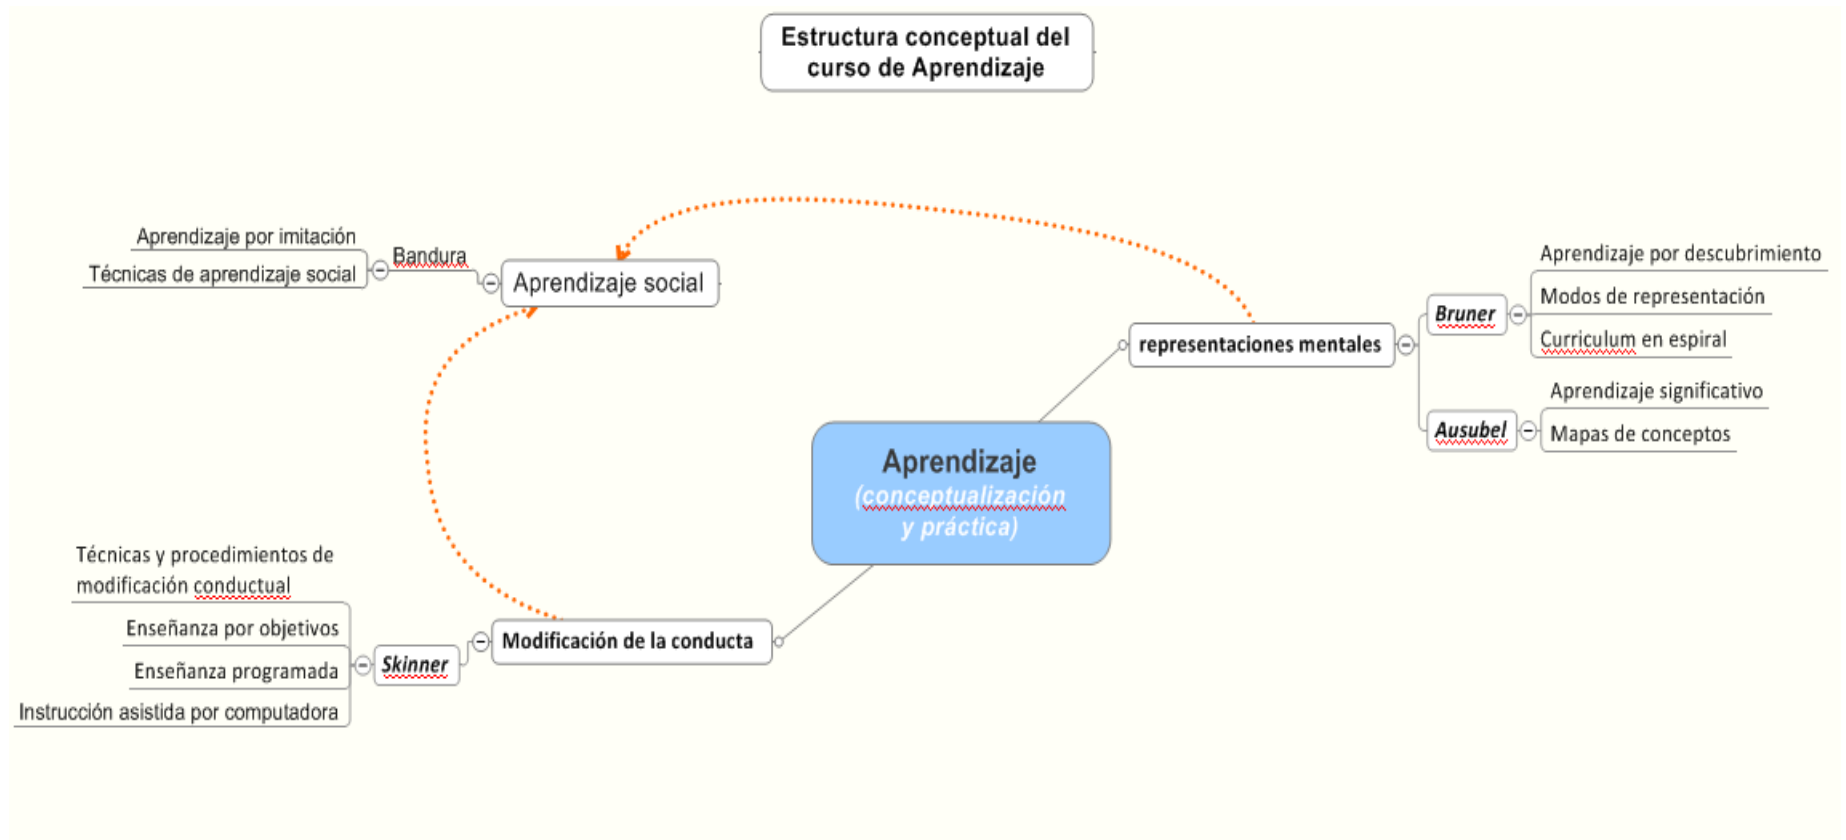 Estructura conceptual del
curso de Aprendizaje
Aprendizaje por imitación
Técnicas de aprendizaje social
Bandura
Aprendizaje social
representaciones mentales
Bruner
Aprendizaje por descubrimiento
Modos de representación
Curriculum en espiral
Ausubel
Aprendizaje significativo
Mapas de conceptos
Aprendizaje
(conceptualización
y práctica)
Técnicas y procedimientos de
modificación conductual
Enseñanza por objetivos
Enseñanza programada
Instrucción asistida por computadora
Skinner
Modificación de la conducta